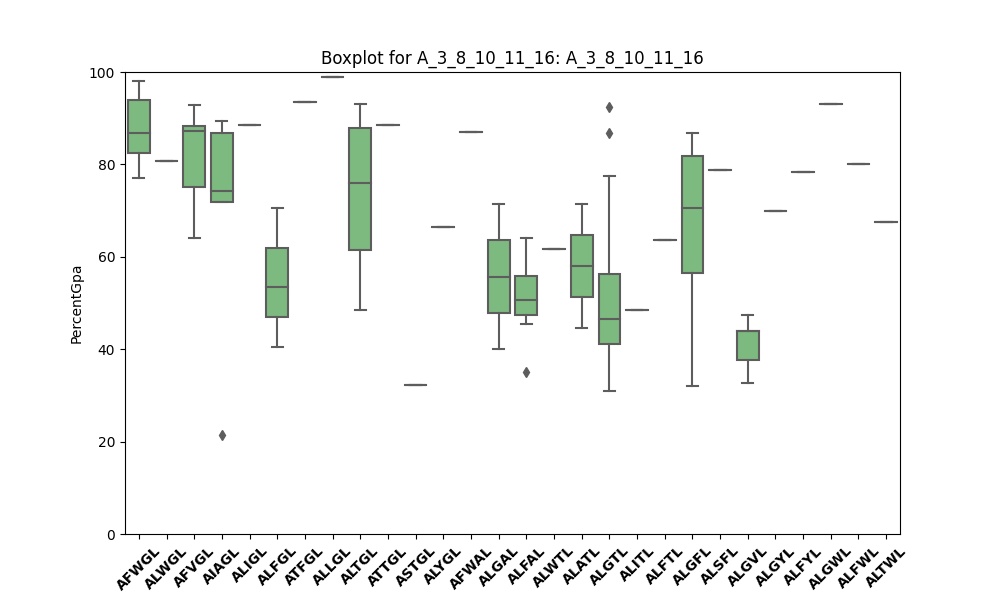 Boxplot for A_3_8_10_11_16: A_3_8_10_11_16
PercentGpa
100
80
60
40
20
0
AFWGL ALWGL AFVGL AIAGL ALIGL ALFGL ATFGL ALLGL ALTGL ATTGL ASTGL ALYGL AFWAL ALGAL ALFAL ALWTL ALATL ALGTL ALITL ALFTL ALGFL ALSFL ALGVL ALGYL ALFYL ALGWL ALFWL ALTWL